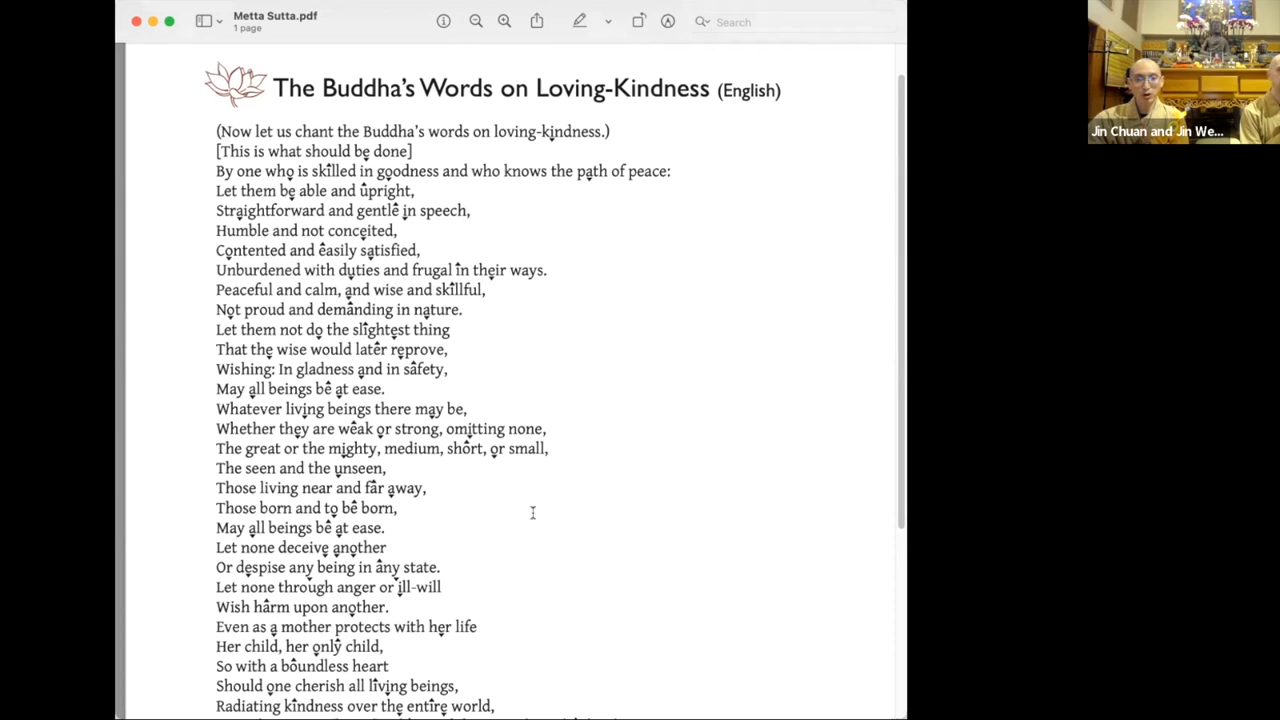 Metta Sutta.pdf
1 page
Search
The Buddha's Words on Loving-Kindness (English)
(Now let us chant the Buddha's words on loving-kindness.)
[This is what should be done]
By one who is skilled in goodness and who knows the path of peace:
Let them be able and upright,
Straightforward and gentle in speech,
Humble and not conceited,
Contented and easily satisfied,
Unburdened with duties and frugal in their ways.
Peaceful and calm, and wise and skillful,
Not proud and demanding in nature.
Let them not do the slightest thing
That the wise would later reprove,
Wishing: In gladness and in safety,
May all beings be at ease.
Whatever living beings there may be,
Whether they are weak or strong, omitting none,
The great or the mighty, medium, short, or small,
The seen and the unseen,
Those living near and far away,
Those born and to be born,
May all beings be at ease.
Let none deceive another
Or despise any being in any state.
Let none through anger or ill-will
Wish harm upon another.
Even as a mother protects with her life
Her child, her only child,
So with a boundless heart
Should one cherish all living beings,
Radiating kindness over the entire world,
Jin Chuan and Jin We...